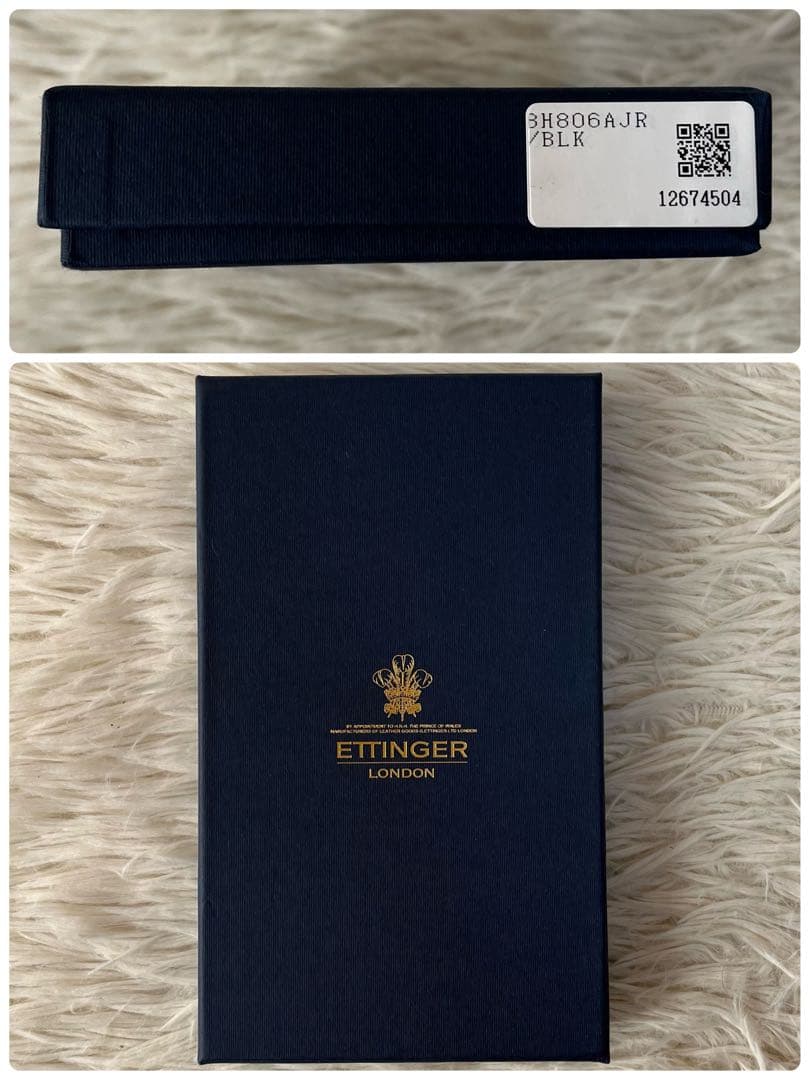 BH806AJR
/BLK
12674504
BY APPOINTMENT TO H.R.H. THE PRINCE OF WALES
MANUFACTURERS OF LEATHER GOODS ETTINGER LTD LONDON
ETTINGER
LONDON